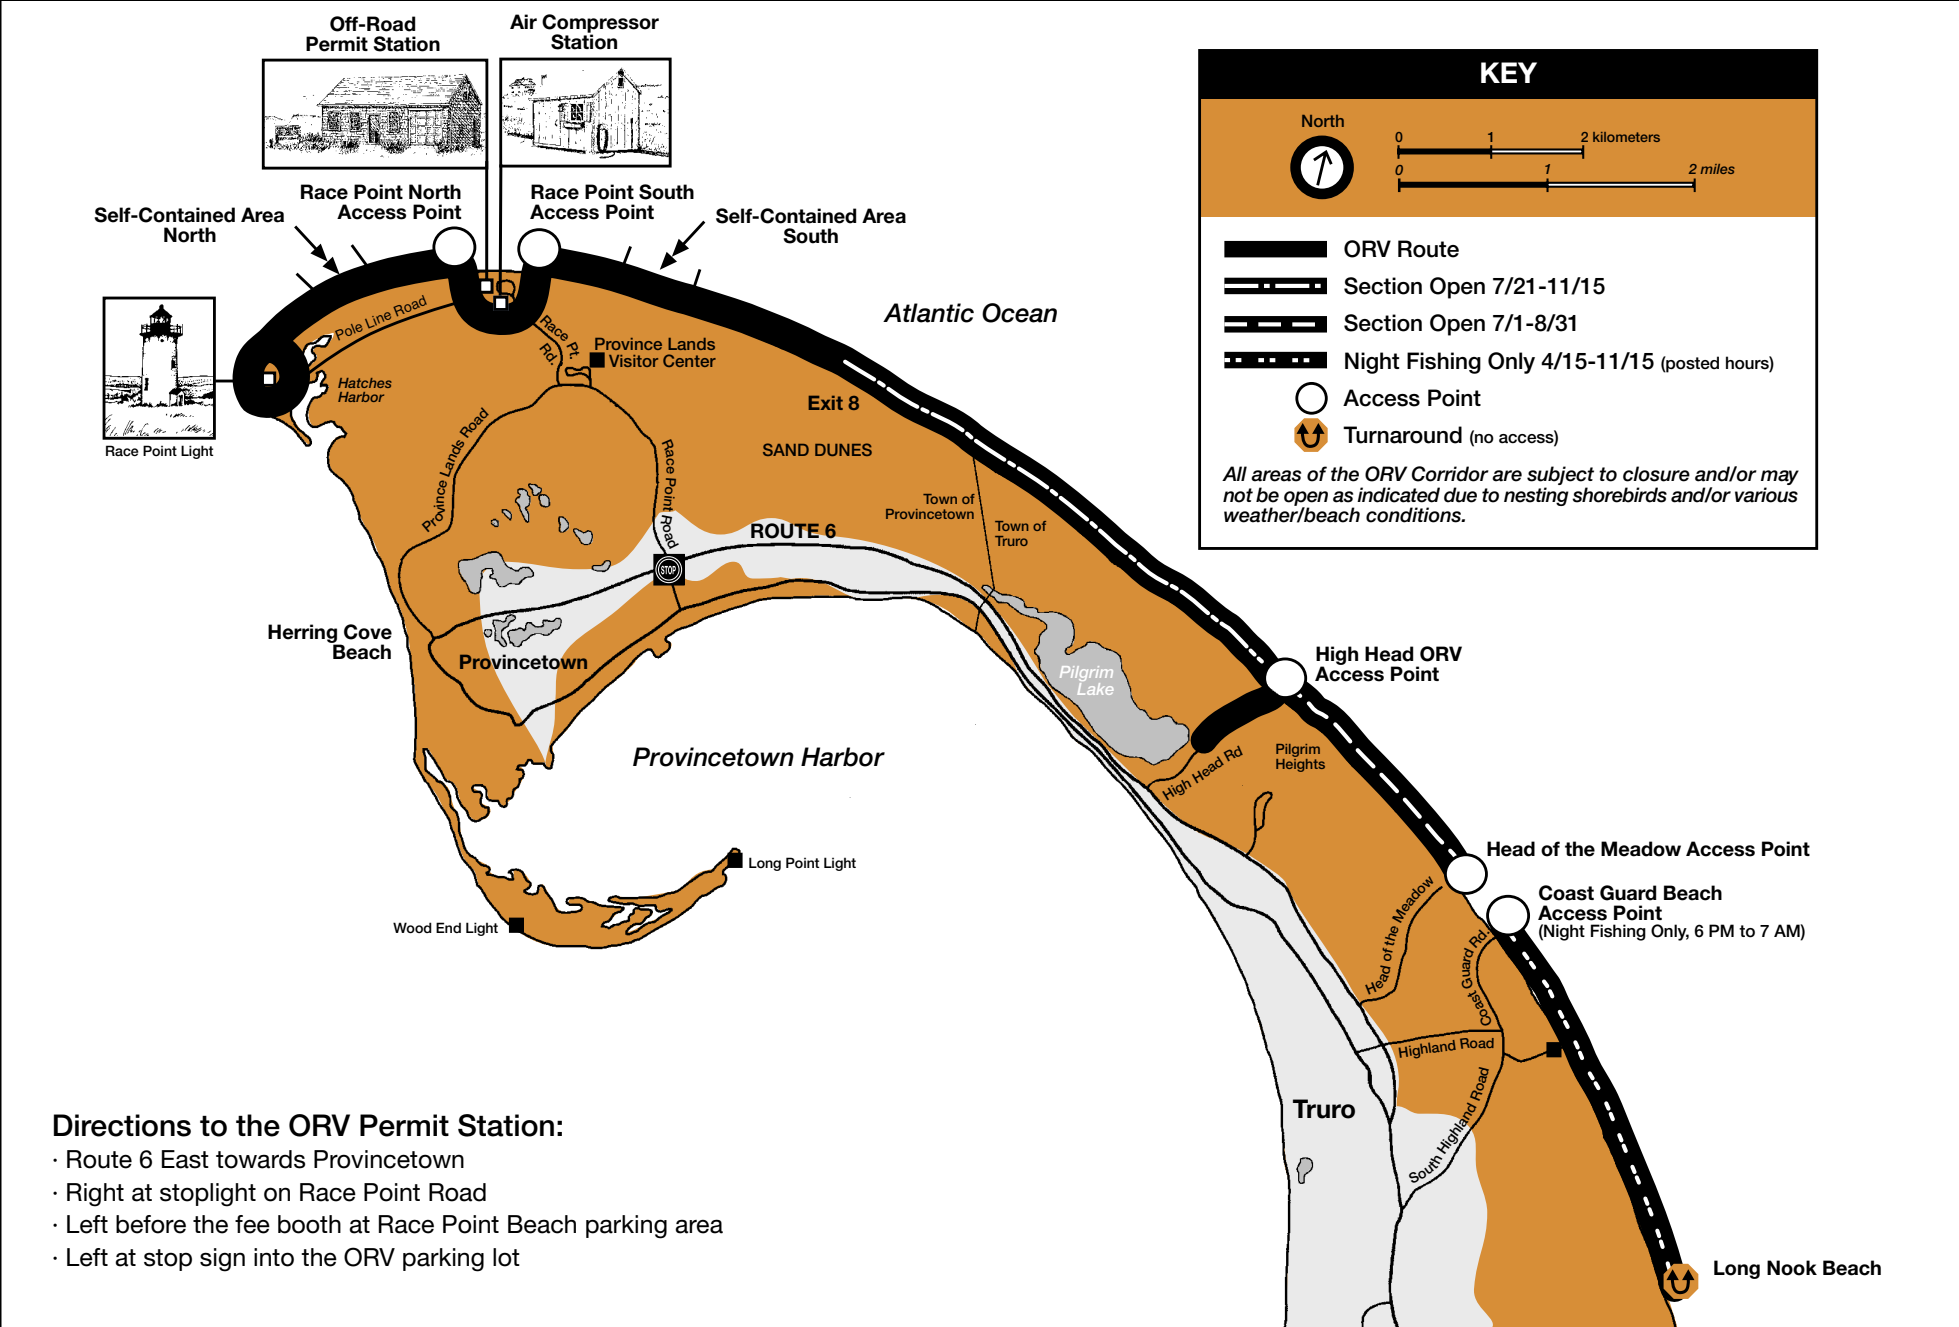 Off-Road
Permit Station
Air Compressor
Station
Race Point North
Access Point
Race Point South
Access Point
Self-Contained Area
North
Self-Contained Area
South
Race Point Light
Pole Line Road
Hatches
Harbor
Race Pt.
Rd.
Province Lands
Visitor Center
Atlantic Ocean
Exit 8
SAND DUNES
Province Lands Road
Race Point Road
Town of
Provincetown
Town of
Truro
ROUTE 6
STOP
Herring Cove
Beach
Provincetown
Pilgrim
Lake
Provincetown Harbor
High Head ORV
Access Point
High Head Rd
Pilgrim
Heights
Long Point Light
Wood End Light
Head of the Meadow Access Point
Coast Guard Beach
Access Point
(Night Fishing Only, 6 PM to 7 AM)
Head of the Meadow
Coast Guard Rd.
Highland Road
South Highland Road
Truro
Long Nook Beach
KEY
North
0 1 2 kilometers
0 1 2 miles
ORV Route
Section Open 7/21-11/15
Section Open 7/1-8/31
Night Fishing Only 4/15-11/15 (posted hours)
Access Point
Turnaround (no access)
All areas of the ORV Corridor are subject to closure and/or may
not be open as indicated due to nesting shorebirds and/or various
weather/beach conditions.
Directions to the ORV Permit Station:
· Route 6 East towards Provincetown
· Right at stoplight on Race Point Road
· Left before the fee booth at Race Point Beach parking area
· Left at stop sign into the ORV parking lot